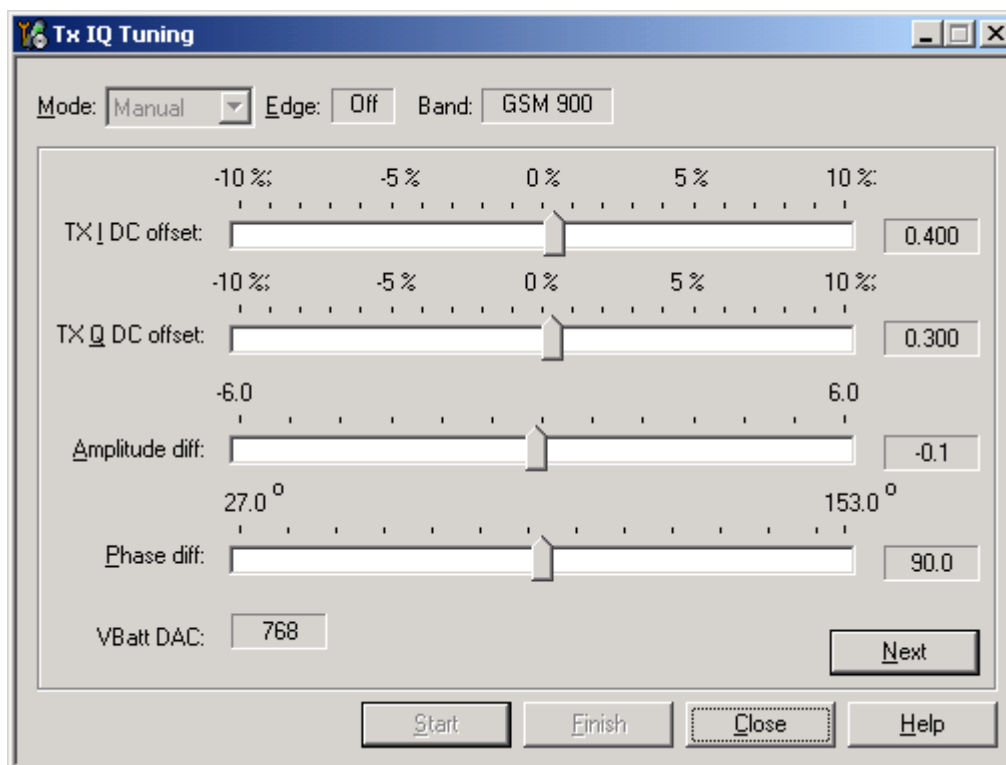 Tx IQ Tuning
Mode: Manual Edge: Off Band: GSM 900
-10 %: -5 % 0 % 5 % 10 %:
TX I DC offset: 0.400
-10 %: -5 % 0 % 5 % 10 %:
TX Q DC offset: 0.300
-6.0 6.0
Amplitude diff: -0.1
27.0 o 153.0 o
Phase diff: 90.0
VBatt DAC: 768
Next
Start Finish Close Help